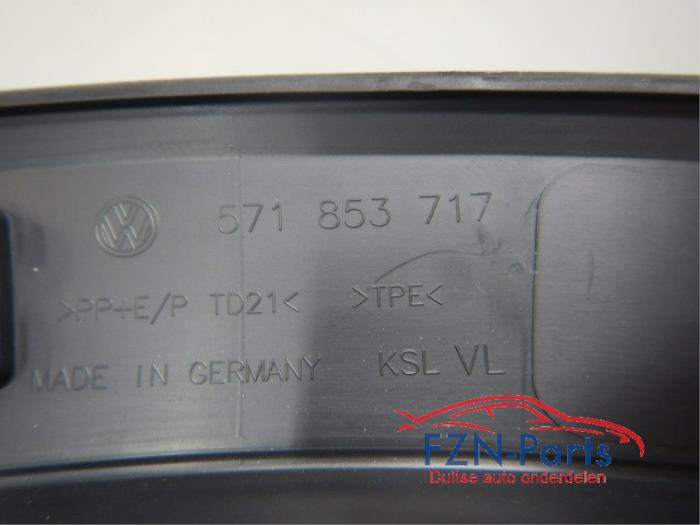 571 853 717
>PP+E/P TD21< >TPE<
MADE IN GERMANY KSL VL
FZN-Parts
Duitse auto onderdelen